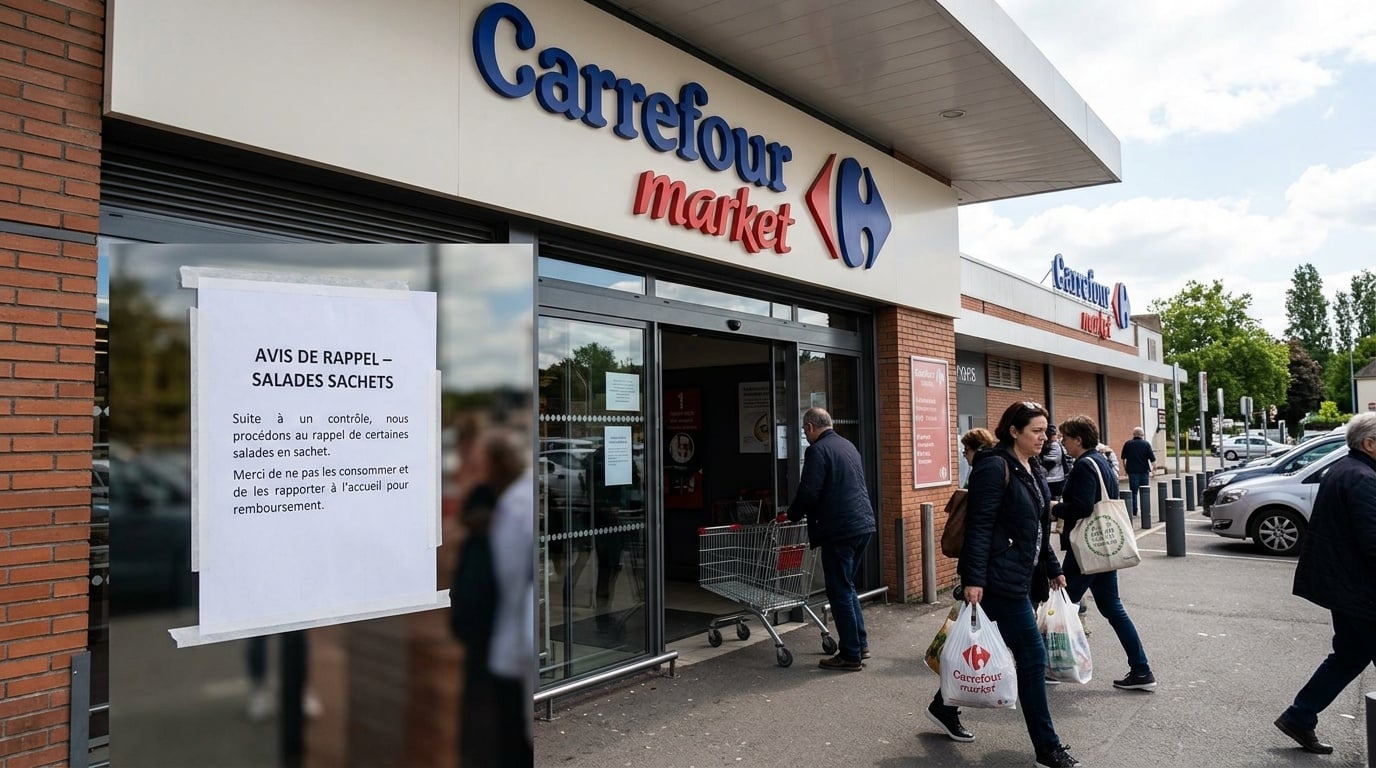 Carrefour
market
Carrefour
market
AVIS DE RAPPEL –
SALADES SACHETS
Suite à un contrôle, nous
procédons au rappel de certaines
salades en sachet.
Merci de ne pas les consommer et
de les rapporter à l'accueil pour
remboursement.
Carrefour
market